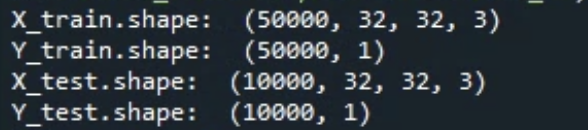 X_train.shape:  (50000, 32, 32, 3)
Y_train.shape:  (50000, 1)
X_test.shape:  (10000, 32, 32, 3)
Y_test.shape:  (10000, 1)